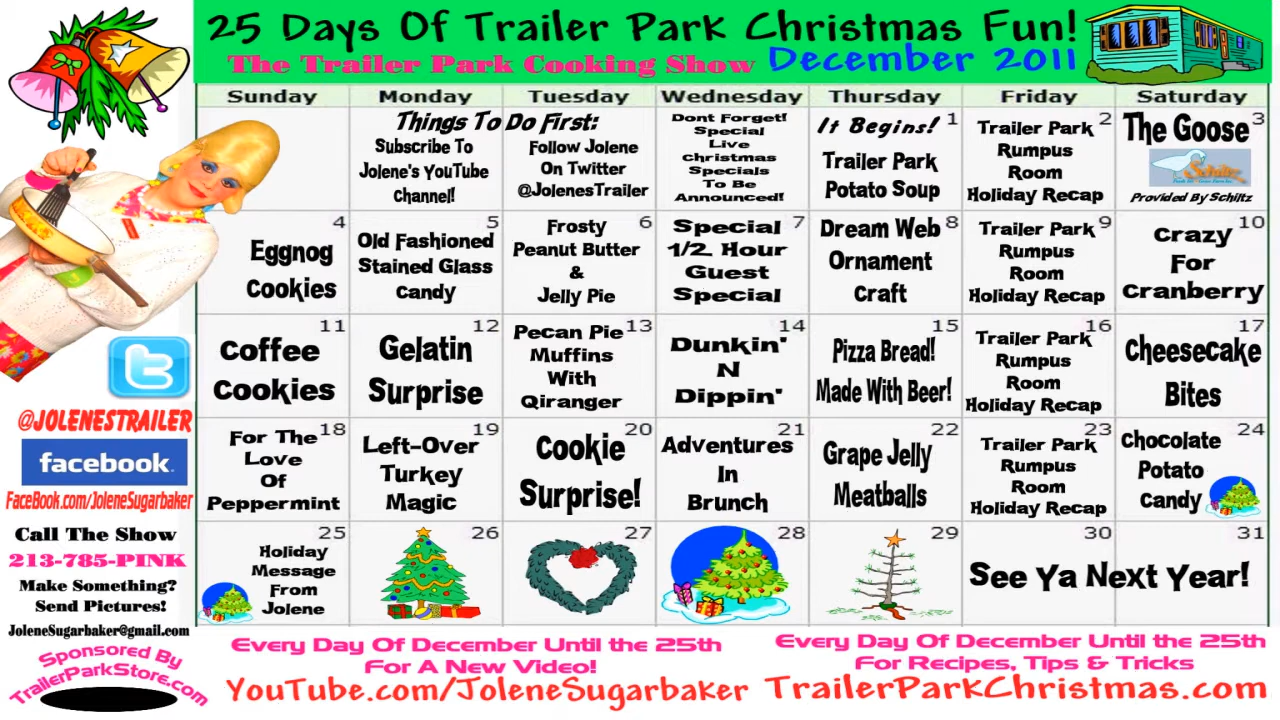 25 Days Of Trailer Park Christmas Fun!
The Trailer Park Cooking Show December 2011
Sunday Monday Tuesday Wednesday Thursday Friday Saturday
Things To Do First:
Subscribe To
Jolene's YouTube
Channel!
Follow Jolene
On Twitter
@JolenesTrailer
Dont Forget!
Special
Live
Christmas
Specials
To Be
Announced!
It Begins! 1
Trailer Park
Potato Soup
Trailer Park 2
Rumpus
Room
Holiday Recap
The Goose 3
Schiltz
Provided By Schiltz
4
Eggnog
Cookies
5
Old Fashioned
Stained Glass
Candy
Frosty 6
Peanut Butter
&
Jelly Pie
Special 7
1/2 Hour
Guest
Special
Dream Web 8
Ornament
Craft
Trailer Park 9
Rumpus
Room
Holiday Recap
10
Crazy
For
Cranberry
11
Coffee
Cookies
12
Gelatin
Surprise
Pecan Pie 13
Muffins
With
Qiranger
14
Dunkin'
N
Dippin'
15
Pizza Bread!
Made With Beer!
16
Trailer Park
Rumpus
Room
Holiday Recap
17
Cheesecake
Bites
For The 18
Love
Of
Peppermint
19
Left-Over
Turkey
Magic
20
Cookie
Surprise!
21
Adventures
In
Brunch
22
Grape Jelly
Meatballs
23
Trailer Park
Rumpus
Room
Holiday Recap
24
Chocolate
Potato
Candy
25
Holiday
Message
From
Jolene
26
27
28
29
30
31
See Ya Next Year!
t
@JOLENESTRAILER
facebook
FaceBook.com/JoleneSugarbaker
Call The Show
213-785-PINK
Make Something?
Send Pictures!
JoleneSugarbaker@gmail.com
Sponsored By
TrailerParkStore.com
Every Day Of December Until the 25th
For A New Video!
YouTube.com/JoleneSugarbaker
Every Day Of December Until the 25th
For Recipes, Tips & Tricks
TrailerParkChristmas.com